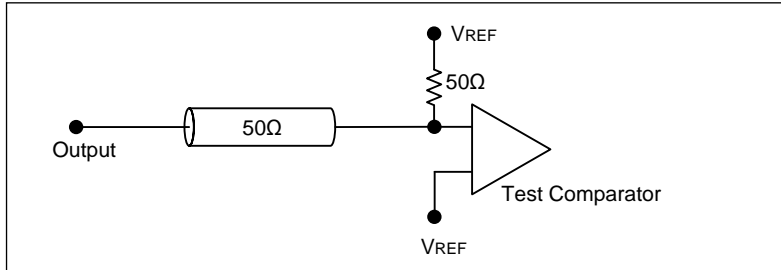 VREF
50Ω
50Ω
Output
Test Comparator
VREF